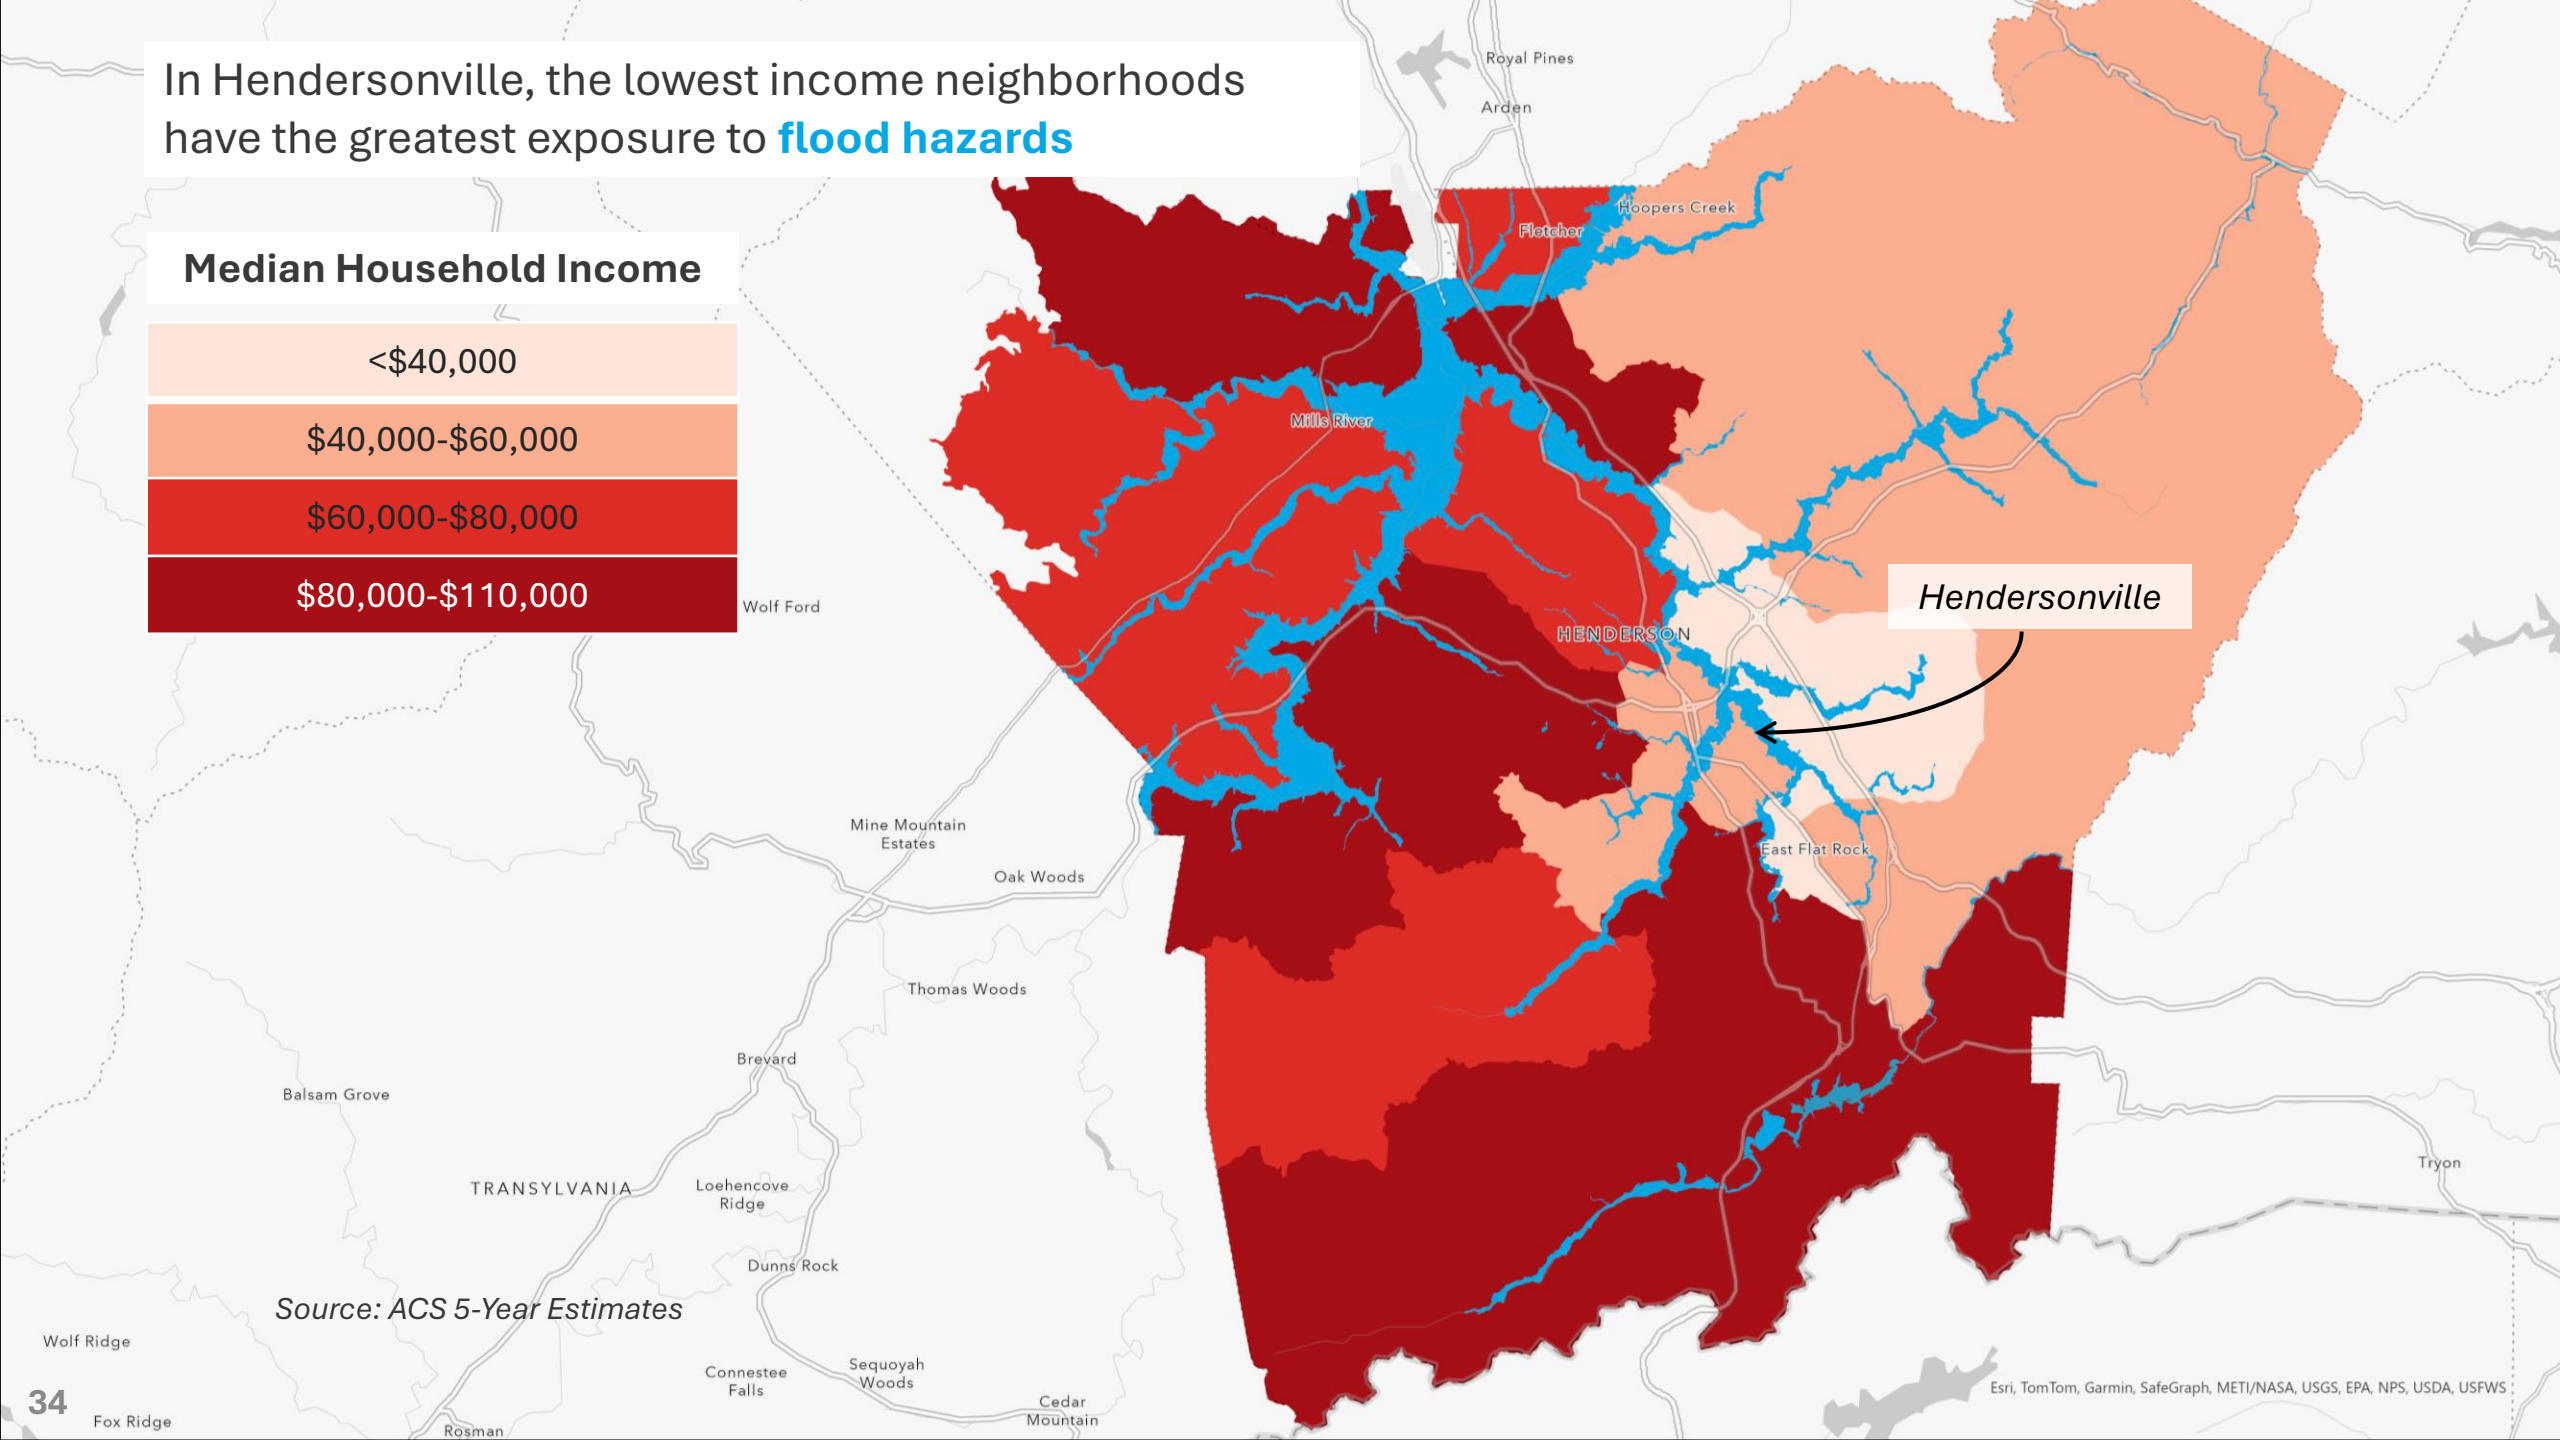 In Hendersonville, the lowest income neighborhoods
have the greatest exposure to flood hazards
Median Household Income
<$40,000
$40,000-$60,000
$60,000-$80,000
$80,000-$110,000
Royal Pines
Arden
Hoopers Creek
Fletcher
Mills River
Wolf Ford
Hendersonville
HENDERSON
Mine Mountain
Estates
East Flat Rock
Oak Woods
Thomas Woods
Brevard
Balsam Grove
TRANSYLVANIA
Loehencove
Ridge
Tryon
Dunns Rock
Source: ACS 5-Year Estimates
Wolf Ridge
Connestee
Falls
Sequoyah
Woods
Cedar
Mountain
Esri, TomTom, Garmin, SafeGraph, METI/NASA, USGS, EPA, NPS, USDA, USFWS
34
Fox Ridge
Rosman